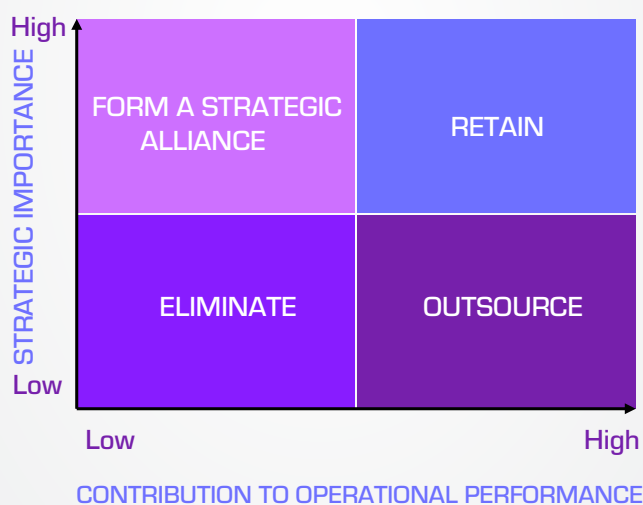 High
STRATEGIC IMPORTANCE
FORM A STRATEGIC
ALLIANCE
RETAIN
ELIMINATE
OUTSOURCE
Low
Low
High
CONTRIBUTION TO OPERATIONAL PERFORMANCE